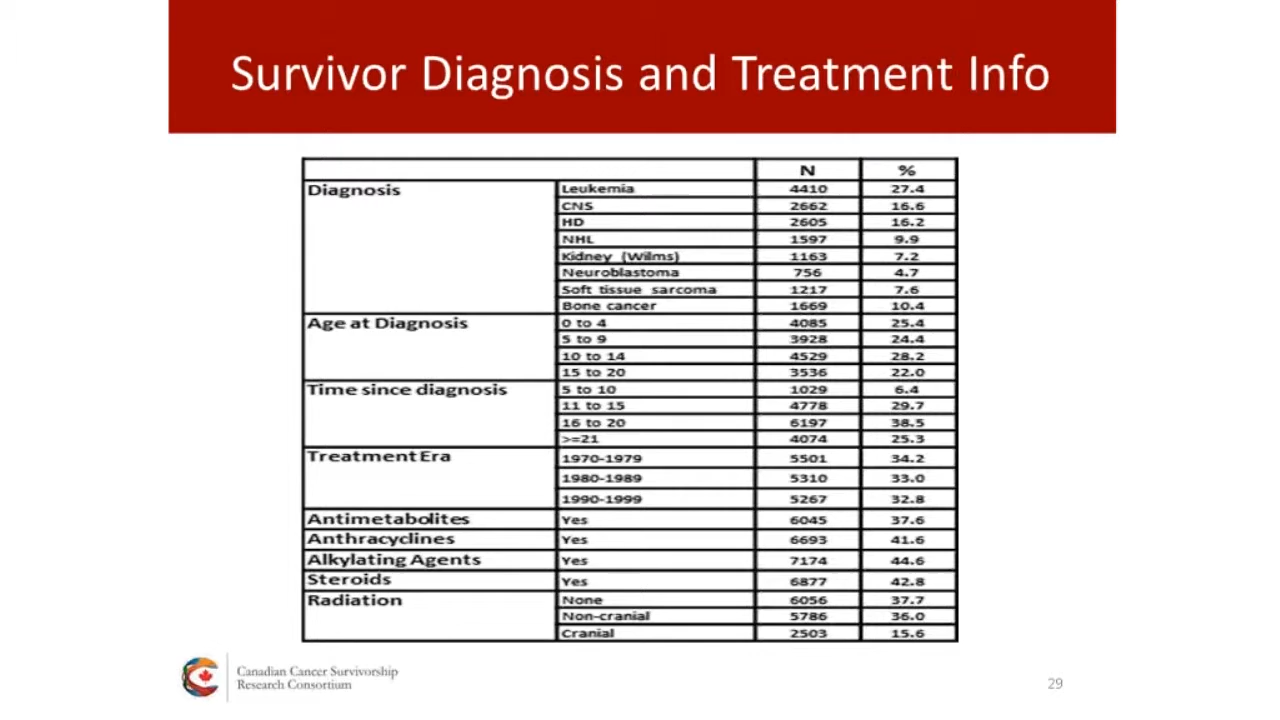 Survivor Diagnosis and Treatment Info
N %
Diagnosis Leukemia 4410 27.4
CNS 2662 16.6
HD 2605 16.2
NHL 1597 9.9
Kidney (Wilms) 1163 7.2
Neuroblastoma 756 4.7
Soft tissue sarcoma 1217 7.6
Bone cancer 1669 10.4
Age at Diagnosis 0 to 4 4085 25.4
5 to 9 3928 24.4
10 to 14 4529 28.2
15 to 20 3536 22.0
Time since diagnosis 5 to 10 1029 6.4
11 to 15 4778 29.7
16 to 20 6197 38.5
>=21 4074 25.3
Treatment Era 1970-1979 5501 34.2
1980-1989 5310 33.0
1990-1999 5267 32.8
Antimetabolites Yes 6045 37.6
Anthracyclines Yes 6693 41.6
Alkylating Agents Yes 7174 44.6
Steroids Yes 6877 42.8
Radiation None 6056 37.7
Non-cranial 5786 36.0
Cranial 2503 15.6
Canadian Cancer Survivorship
Research Consortium
29